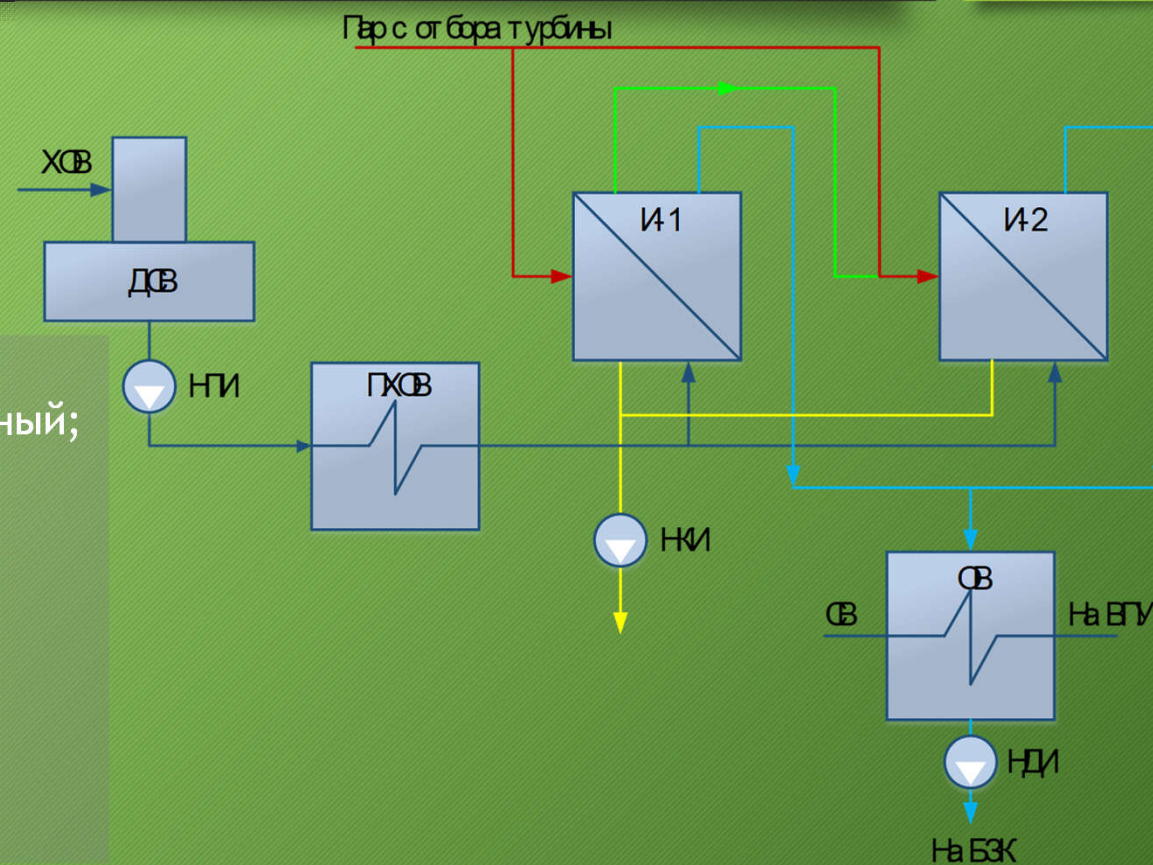 Пар с отбора турбины
ХОВ
И-1
И-2
ДСВ
ПХОВ
НПИ
ный;
НКИ
ОВ
СВ
На ВПУ
НДИ
На БЗК